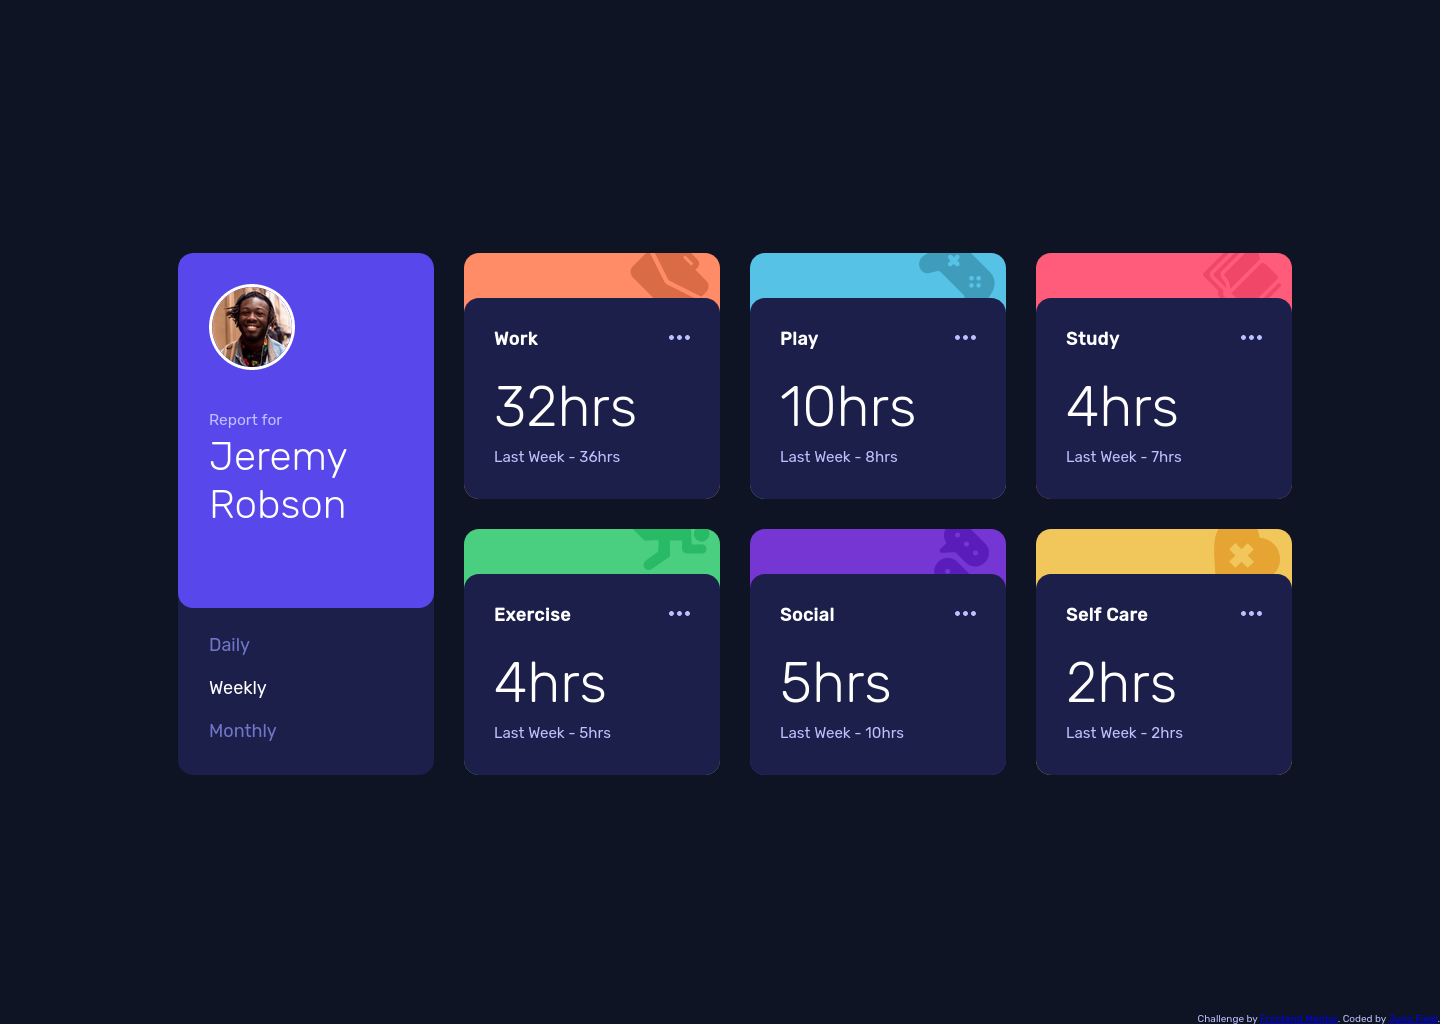 Report for
Jeremy
Robson
Daily
Weekly
Monthly
Work
32hrs
Last Week - 36hrs
Play
10hrs
Last Week - 8hrs
Study
4hrs
Last Week - 7hrs
Exercise
4hrs
Last Week - 5hrs
Social
5hrs
Last Week - 10hrs
Self Care
2hrs
Last Week - 2hrs
Challenge by . Coded by .